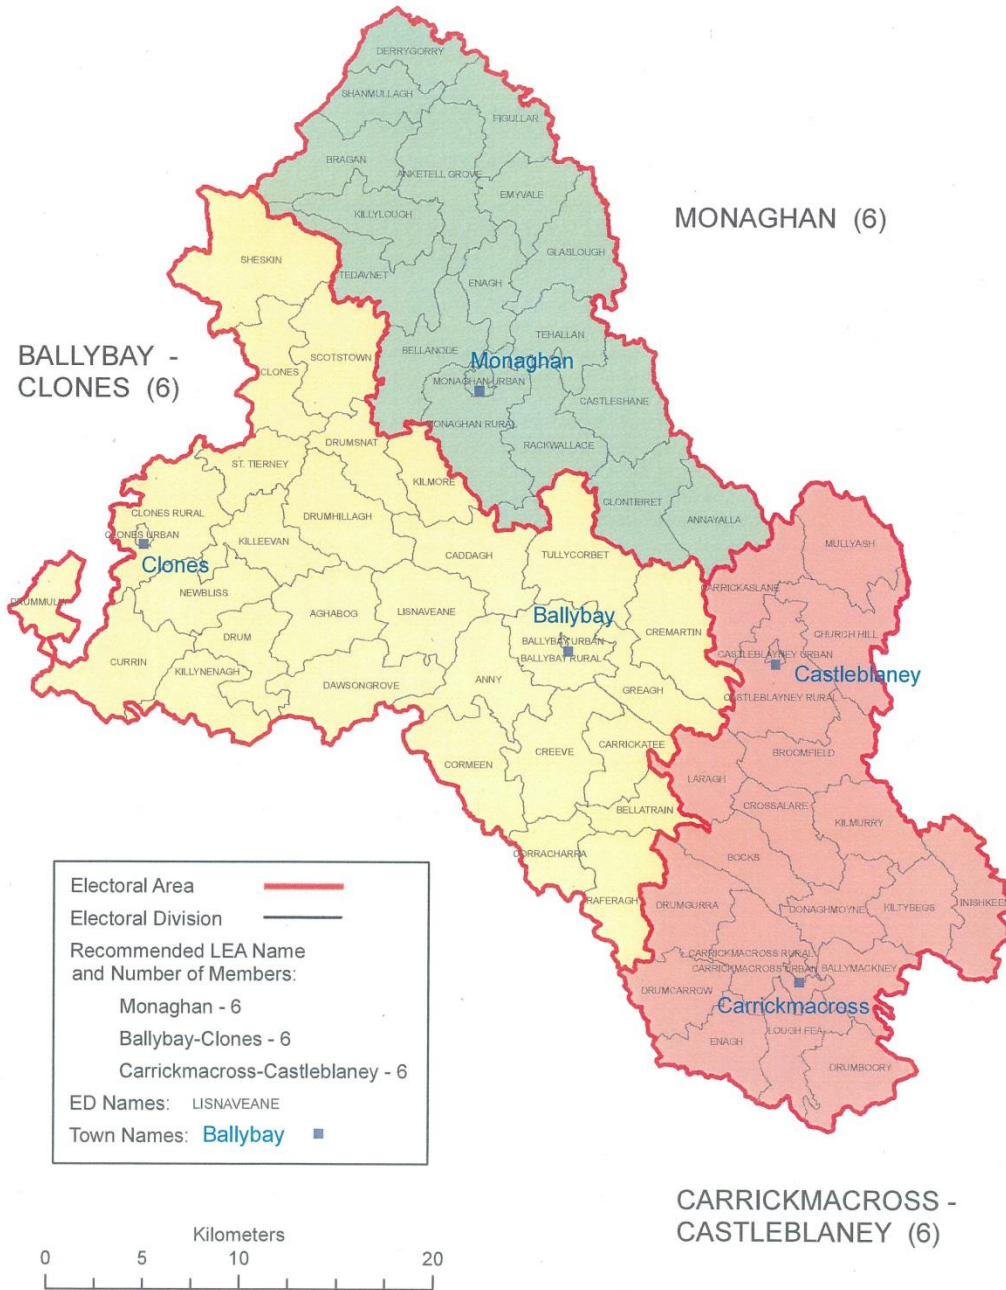 DERRYGORRY
SHANMULLAGH
FIGULLAR
BRAGAN
ANKETELL GROVE
EMYVALE
KILLYLOUGH
MONAGHAN (6)
GLASLOUGH
SHESKIN
TEDAVNET
ENAGH
TEHALLAN
BALLYBAY -
CLONES (6)
SCOTSTOWN
BELLANODE
Monaghan
CLONES
MONAGHAN URBAN
CASTLESHANE
MONAGHAN RURAL
DRUMSNAT
RACKWALLACE
ST. TIERNEY
KILMORE
CLONTIBRET
CLONES RURAL
DRUMHILLAGH
ANNAYALLA
CLONES URBAN
KILLEEVAN
MULLYASH
Clones
CADDAGH
TULLYCORBET
CARRICKASLANE
NEWBLISS
DRUMMULLY
AGHABOG
LISNAVEANE
Ballybay
CREMARTIN
CHURCH HILL
DRUM
BALLYBAY URBAN
CASTLEBLAYNEY URBAN
CURRIN
KILLYNENAGH
BALLYBAY RURAL
Castleblaney
DAWSONGROVE
ANNY
GREAGH
CASTLEBLAYNEY RURAL
CARRICKATEE
CREEVE
BROOMFIELD
CORMEEN
LARAGH
BELLATRAIN
CROSSALARE
KILMURRY
CORRACHARRA
BOCKS
RAFERAGH
DRUMGURRA
DONAGHMOYNE
KILTYBEGS
INISHKEEN
CARRICKMACROSS RURAL
CARRICKMACROSS URBAN
BALLYMACKNEY
DRUMCARROW
Carrickmacross
ENAGH
LOUGH FEA
DRUMBOORY
Electoral Area
Electoral Division
Recommended LEA Name
and Number of Members:
Monaghan - 6
Ballybay-Clones - 6
Carrickmacross-Castleblaney - 6
ED Names: LISNAVEANE
Town Names: Ballybay
CARRICKMACROSS -
CASTLEBLANEY (6)
Kilometers
0 5 10 20